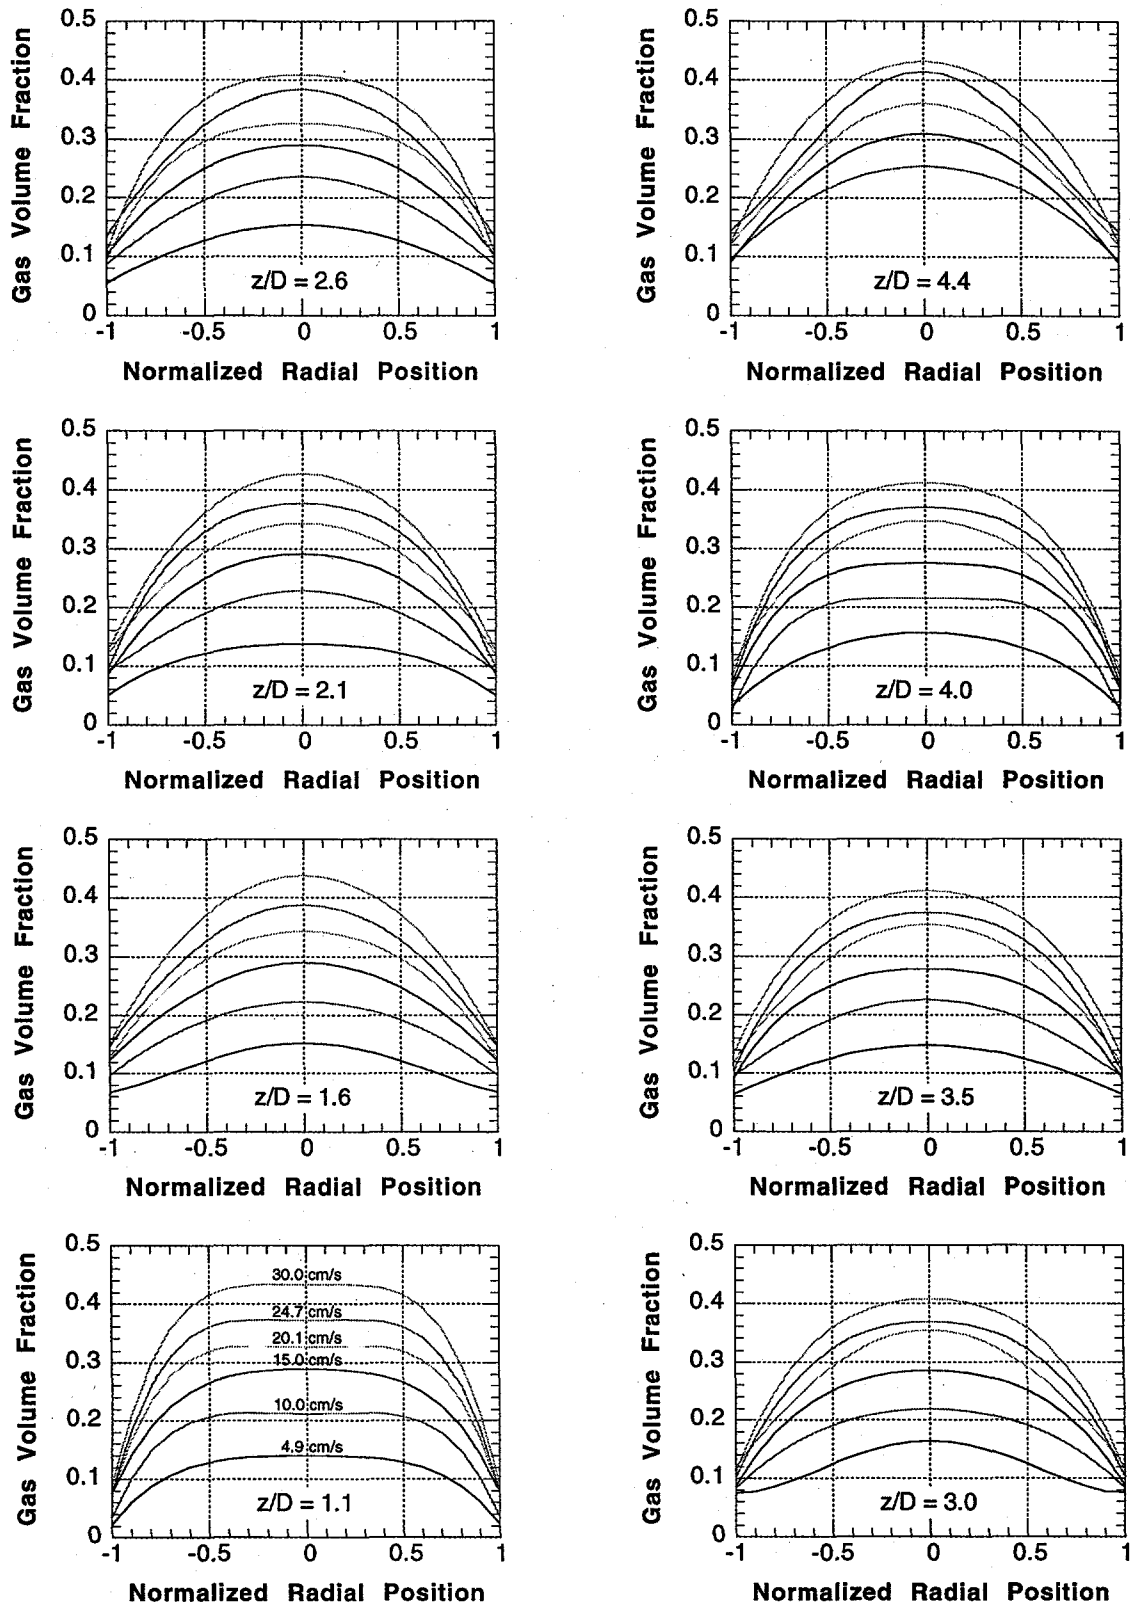 0.5
0.4
0.3
0.2
0.1
0
Gas Volume Fraction
z/D = 2.6
-1 -0.5 0 0.5 1
Normalized Radial Position
0.5
0.4
0.3
0.2
0.1
0
Gas Volume Fraction
z/D = 4.4
-1 -0.5 0 0.5 1
Normalized Radial Position
0.5
0.4
0.3
0.2
0.1
0
Gas Volume Fraction
z/D = 2.1
-1 -0.5 0 0.5 1
Normalized Radial Position
0.5
0.4
0.3
0.2
0.1
0
Gas Volume Fraction
z/D = 4.0
-1 -0.5 0 0.5 1
Normalized Radial Position
0.5
0.4
0.3
0.2
0.1
0
Gas Volume Fraction
z/D = 1.6
-1 -0.5 0 0.5 1
Normalized Radial Position
0.5
0.4
0.3
0.2
0.1
0
Gas Volume Fraction
z/D = 3.5
-1 -0.5 0 0.5 1
Normalized Radial Position
0.5
0.4
0.3
0.2
0.1
0
Gas Volume Fraction
30.0 cm/s
24.7 cm/s
20.1 cm/s
15.0 cm/s
10.0 cm/s
4.9 cm/s
z/D = 1.1
-1 -0.5 0 0.5 1
Normalized Radial Position
0.5
0.4
0.3
0.2
0.1
0
Gas Volume Fraction
z/D = 3.0
-1 -0.5 0 0.5 1
Normalized Radial Position